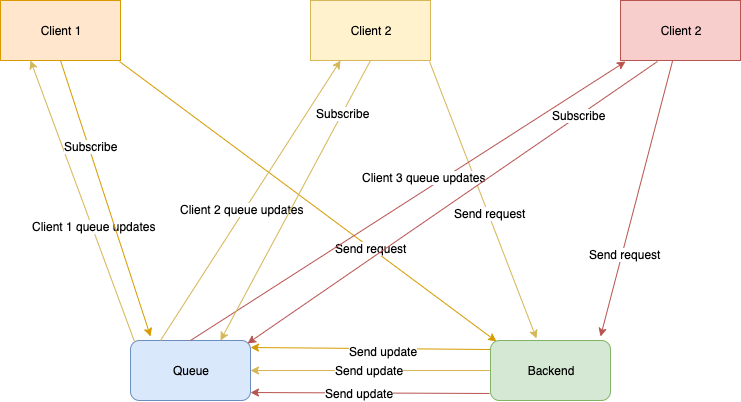 Client 1
Client 2
Client 2
Subscribe
Subscribe
Subscribe
Client 3 queue updates
Client 2 queue updates
Send request
Client 1 queue updates
Send request
Send request
Send update
Queue
Send update
Backend
Send update